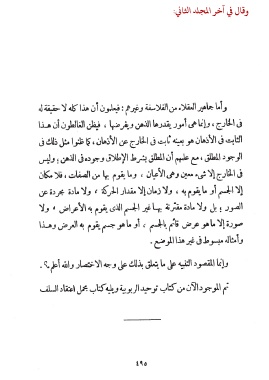 وقال في آخر المجلد الثاني:
وأما جماهير العقلاء من الفلاسفة وغيرهم: فيعلمون أن هذا كله لا حقيقة له
في الخارج، وإنما هي أمور يقدرها الذهن ويفرضها، فيظن الغالطون أن هذا
الثابت في الأذهان هو بعينه ثابت في الخارج عن الأذهان، كما ظنوا مثل ذلك في
الوجود المطلق، مع علمهم أن المطلق بشرط الإطلاق وجوده في الذهن؛ وليس
في الخارج إلا شيء معين وهي الأعيان، وما يقوم بها من الصفات، فلا مكان
إلا الجسم أو ما يقوم به، ولا زمان إلا مقدار الحركة، ولا مادة مجردة عن
الصور؛ بل ولا مادة مقترنة بها غير الجسم الذي يقوم به الأعراض، ولا
صورة إلا ما هو عرض قائم بالجسم، أو ما هو جسم يقوم به العرض وهذا
وأمثاله مبسوط في غير هذا الموضع.
وإنما المقصود التنبيه على ما يتعلق بذلك على وجه الاختصار والله أعلم.
تم الموجود الآن من كتاب توحيد الربوبية ويليه كتاب مجمل اعتقاد السلف
٤٩٥